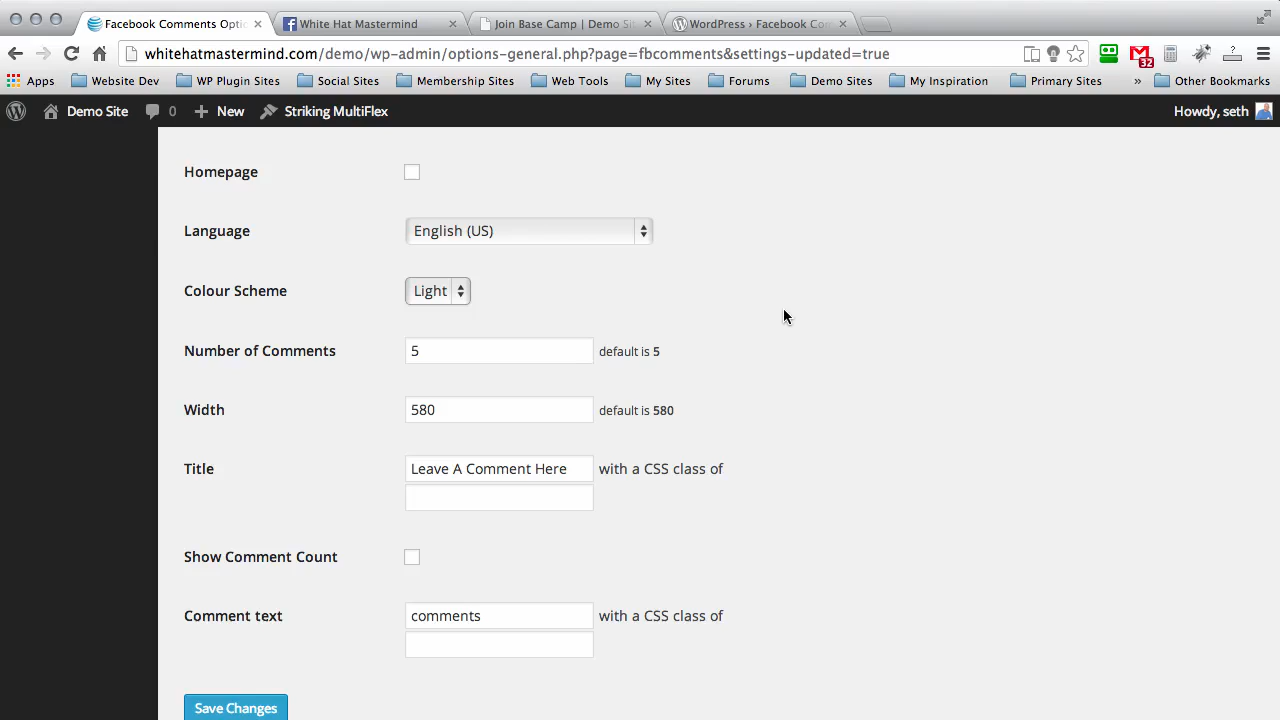 Facebook Comments Optio
White Hat Mastermind
Join Base Camp | Demo Si
WordPress › Facebook Com
whitehatmastermind.com/demo/wp-admin/options-general.php?page=fbcomments&settings-updated=true
32
?
Apps
Website Dev
WP Plugin Sites
Social Sites
Membership Sites
Web Tools
My Sites
Forums
Demo Sites
My Inspiration
Primary Sites
»
Other Bookmarks
Demo Site
0
New
Striking MultiFlex
Howdy, seth
Homepage
Language
English (US)
Colour Scheme
Light
Number of Comments
5
default is 5
Width
580
default is 580
Title
Leave A Comment Here
with a CSS class of
Show Comment Count
Comment text
comments
with a CSS class of
Save Changes